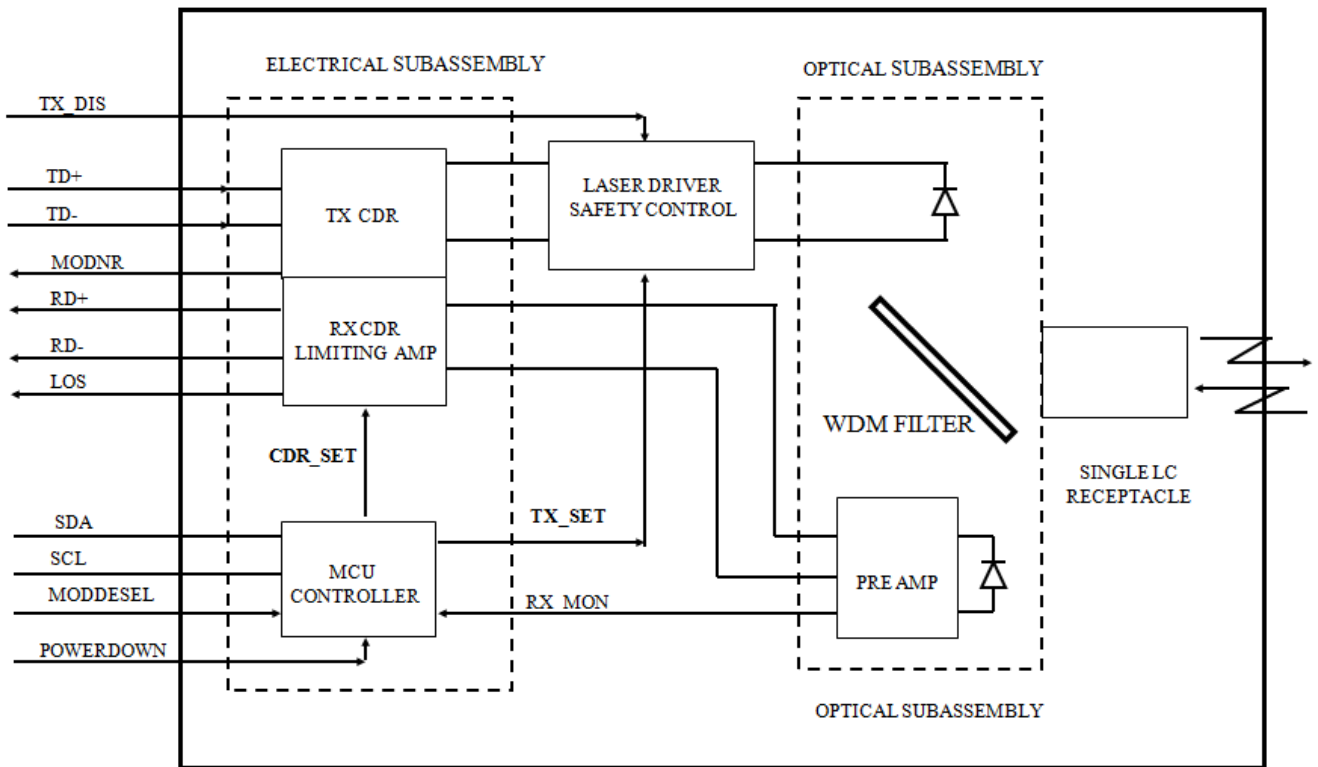 ELECTRICAL SUBASSEMBLY
OPTICAL SUBASSEMBLY
TX_DIS
TD+
TD-
MODNR
RD+
RD-
LOS
TX CDR
LASER DRIVER
SAFETY CONTROL
RX CDR
LIMITING AMP
WDM FILTER
SINGLE LC
RECEPTACLE
CDR_SET
TX_SET
SDA
SCL
MODDESEL
POWERDOWN
MCU
CONTROLLER
RX_MON
PRE AMP
OPTICAL SUBASSEMBLY